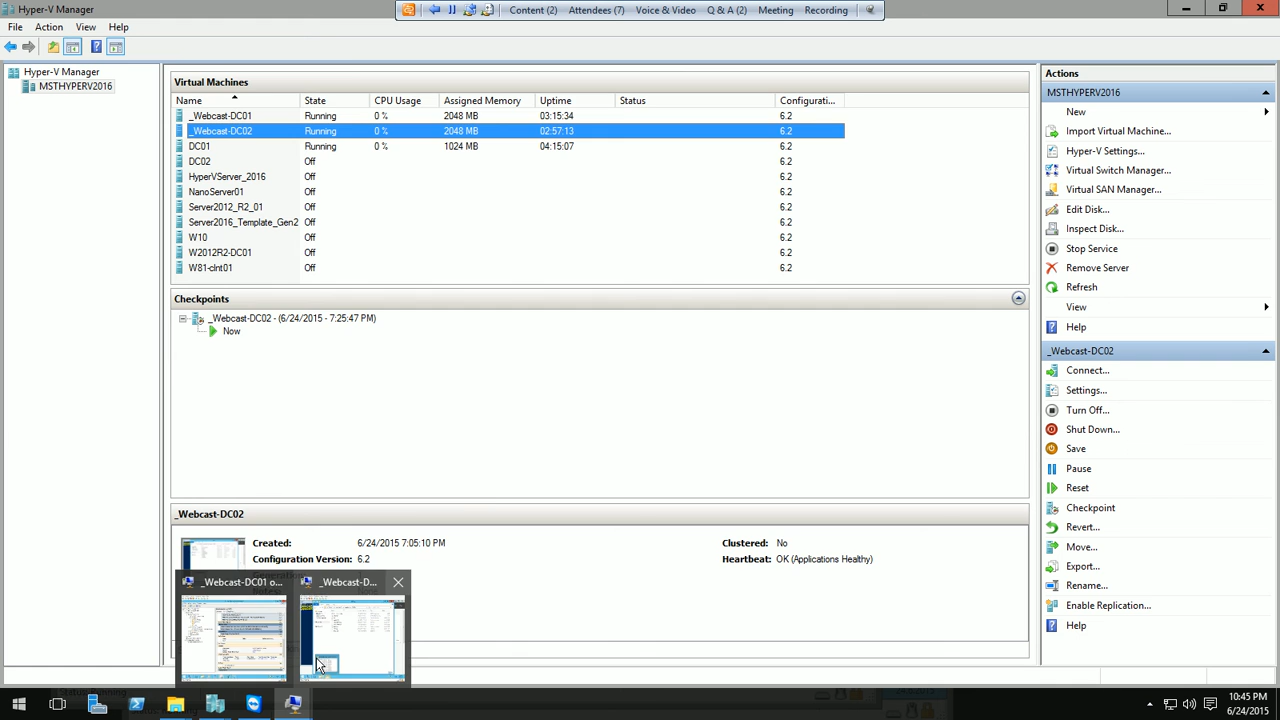 Hyper-V Manager
Content (2) Attendees (7) Voice & Video Q & A (2) Meeting Recording
File Action View Help
Hyper-V Manager
MSTHYPERV2016
Virtual Machines
Name State CPU Usage Assigned Memory Uptime Status Configurati...
_Webcast-DC01 Running 0 % 2048 MB 03:15:34 6.2
_Webcast-DC02 Running 0 % 2048 MB 02:57:13 6.2
DC01 Running 0 % 1024 MB 04:15:07 6.2
DC02 Off 6.2
HyperVServer_2016 Off 6.2
NanoServer01 Off 6.2
Server2012_R2_01 Off 6.2
Server2016_Template_Gen2 Off 6.2
W10 Off 6.2
W2012R2-DC01 Off 6.2
W81-clnt01 Off 6.2
Checkpoints
_Webcast-DC02 - (6/24/2015 - 7:25:47 PM)
Now
_Webcast-DC02
Created: 6/24/2015 7:05:10 PM Clustered: No
Configuration Version: 6.2 Heartbeat: OK (Applications Healthy)
_Webcast-DC01 o... _Webcast-D...
Actions
MSTHYPERV2016
New
Import Virtual Machine...
Hyper-V Settings...
Virtual Switch Manager...
Virtual SAN Manager...
Edit Disk...
Inspect Disk...
Stop Service
Remove Server
Refresh
View
Help
_Webcast-DC02
Connect...
Settings...
Turn Off...
Shut Down...
Save
Pause
Reset
Checkpoint
Revert...
Move...
Export...
Rename...
Enable Replication...
Help
10:45 PM
6/24/2015